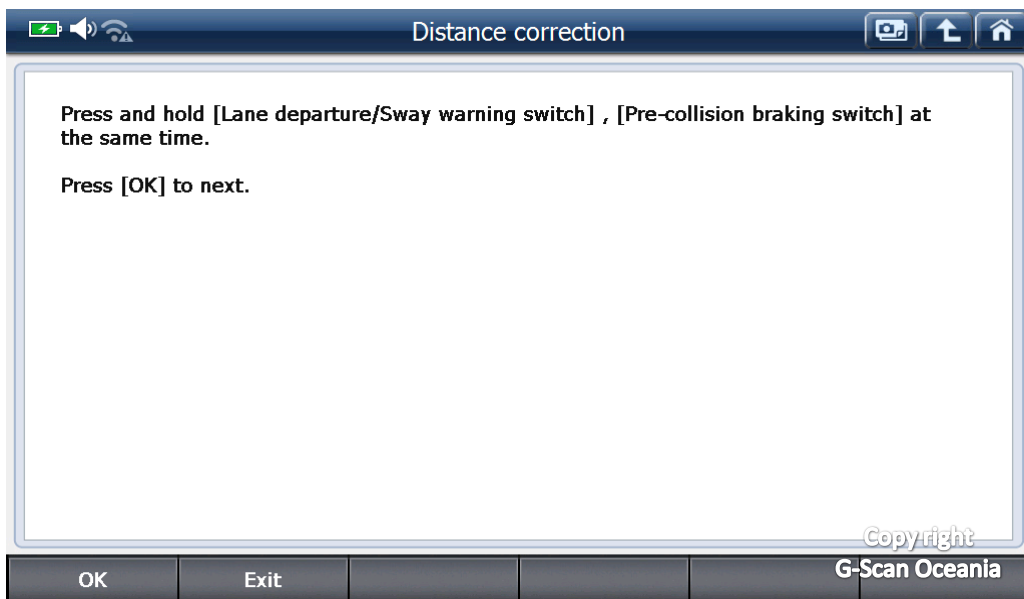 Distance correction
Press and hold [Lane departure/Sway warning switch] , [Pre-collision braking switch] at
the same time.
Press [OK] to next.
Copyright
G-Scan Oceania
OK
Exit